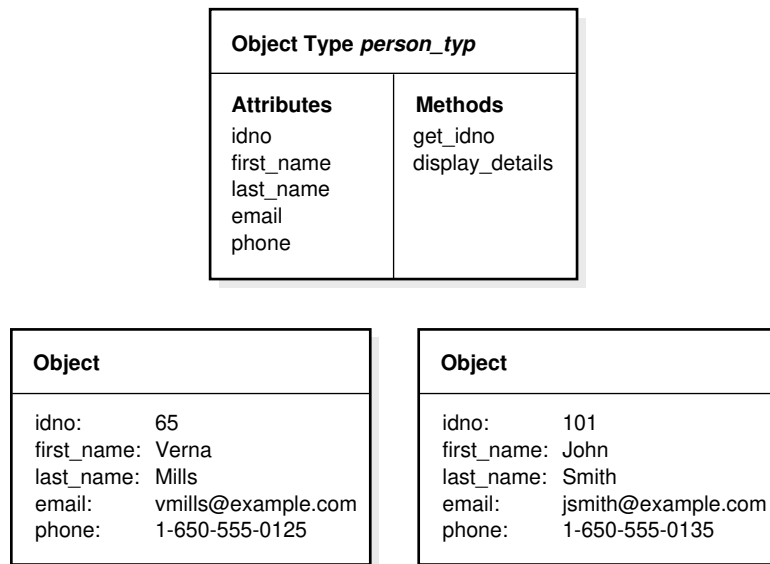 Object Type person_typ
Attributes
idno
first_name
last_name
email
phone
Methods
get_idno
display_details
Object
idno: 65
first_name: Verna
last_name: Mills
email: vmills@example.com
phone: 1-650-555-0125
Object
idno: 101
first_name: John
last_name: Smith
email: jsmith@example.com
phone: 1-650-555-0135